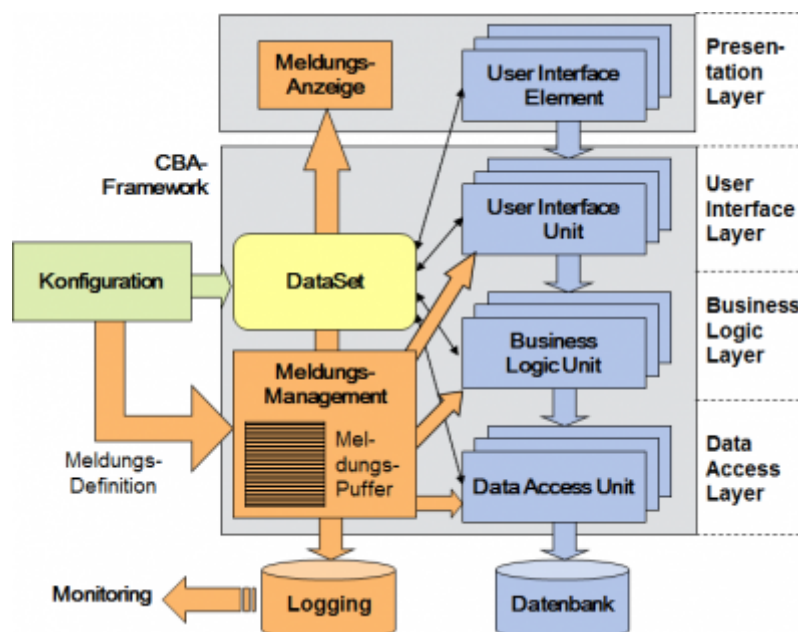 Meldungs-
Anzeige
User Interface
Element
Presen-
tation
Layer
CBA-
Framework
User Interface
Unit
User
Interface
Layer
Konfiguration
DataSet
Business
Logic Unit
Business
Logic
Layer
Meldungs-
Management
Mel-
dungs-
Puffer
Meldungs-
Definition
Data Access Unit
Data
Access
Layer
Monitoring
Logging
Datenbank